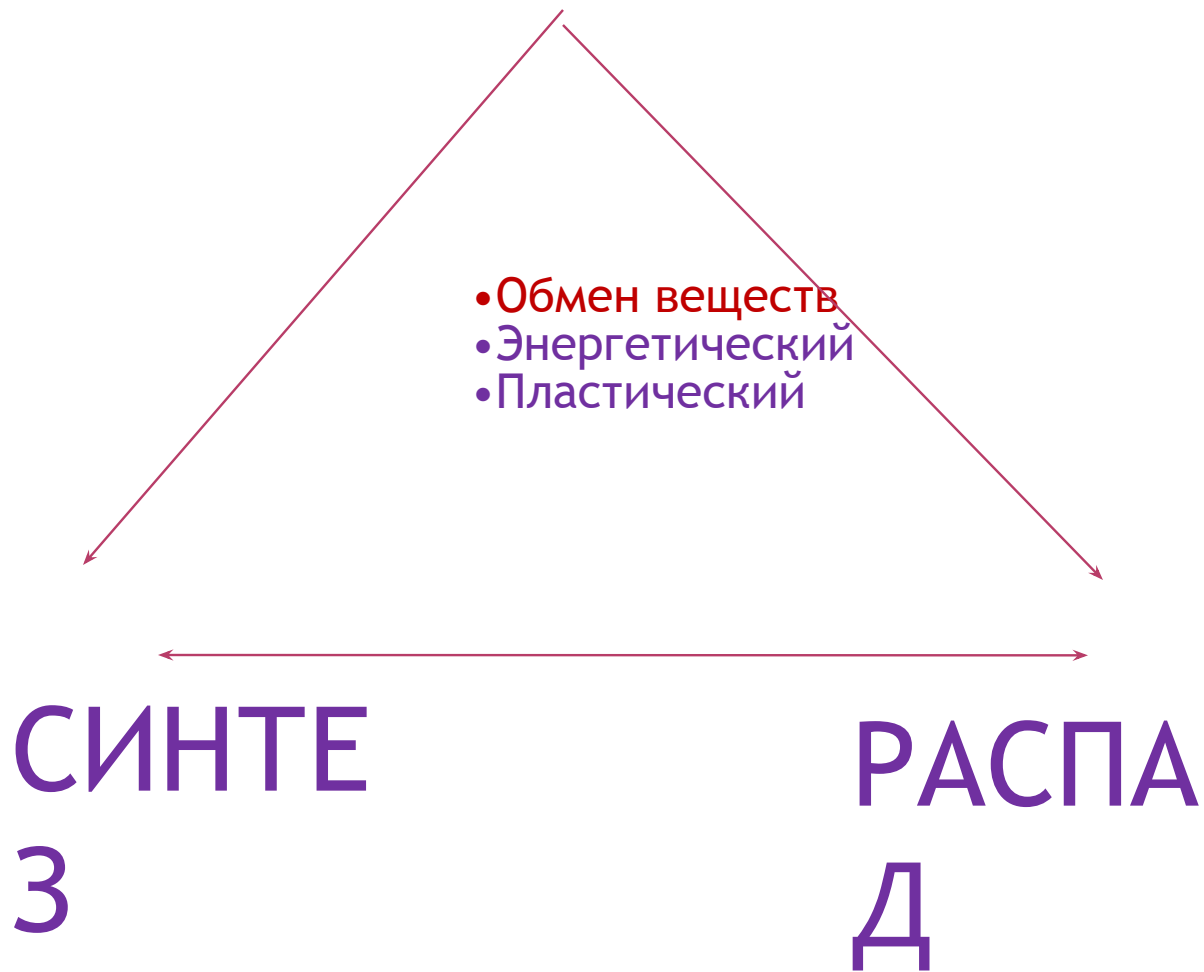 •Обмен веществ
•Энергетический
•Пластический
СИНТЕ
З
РАСПА
Д